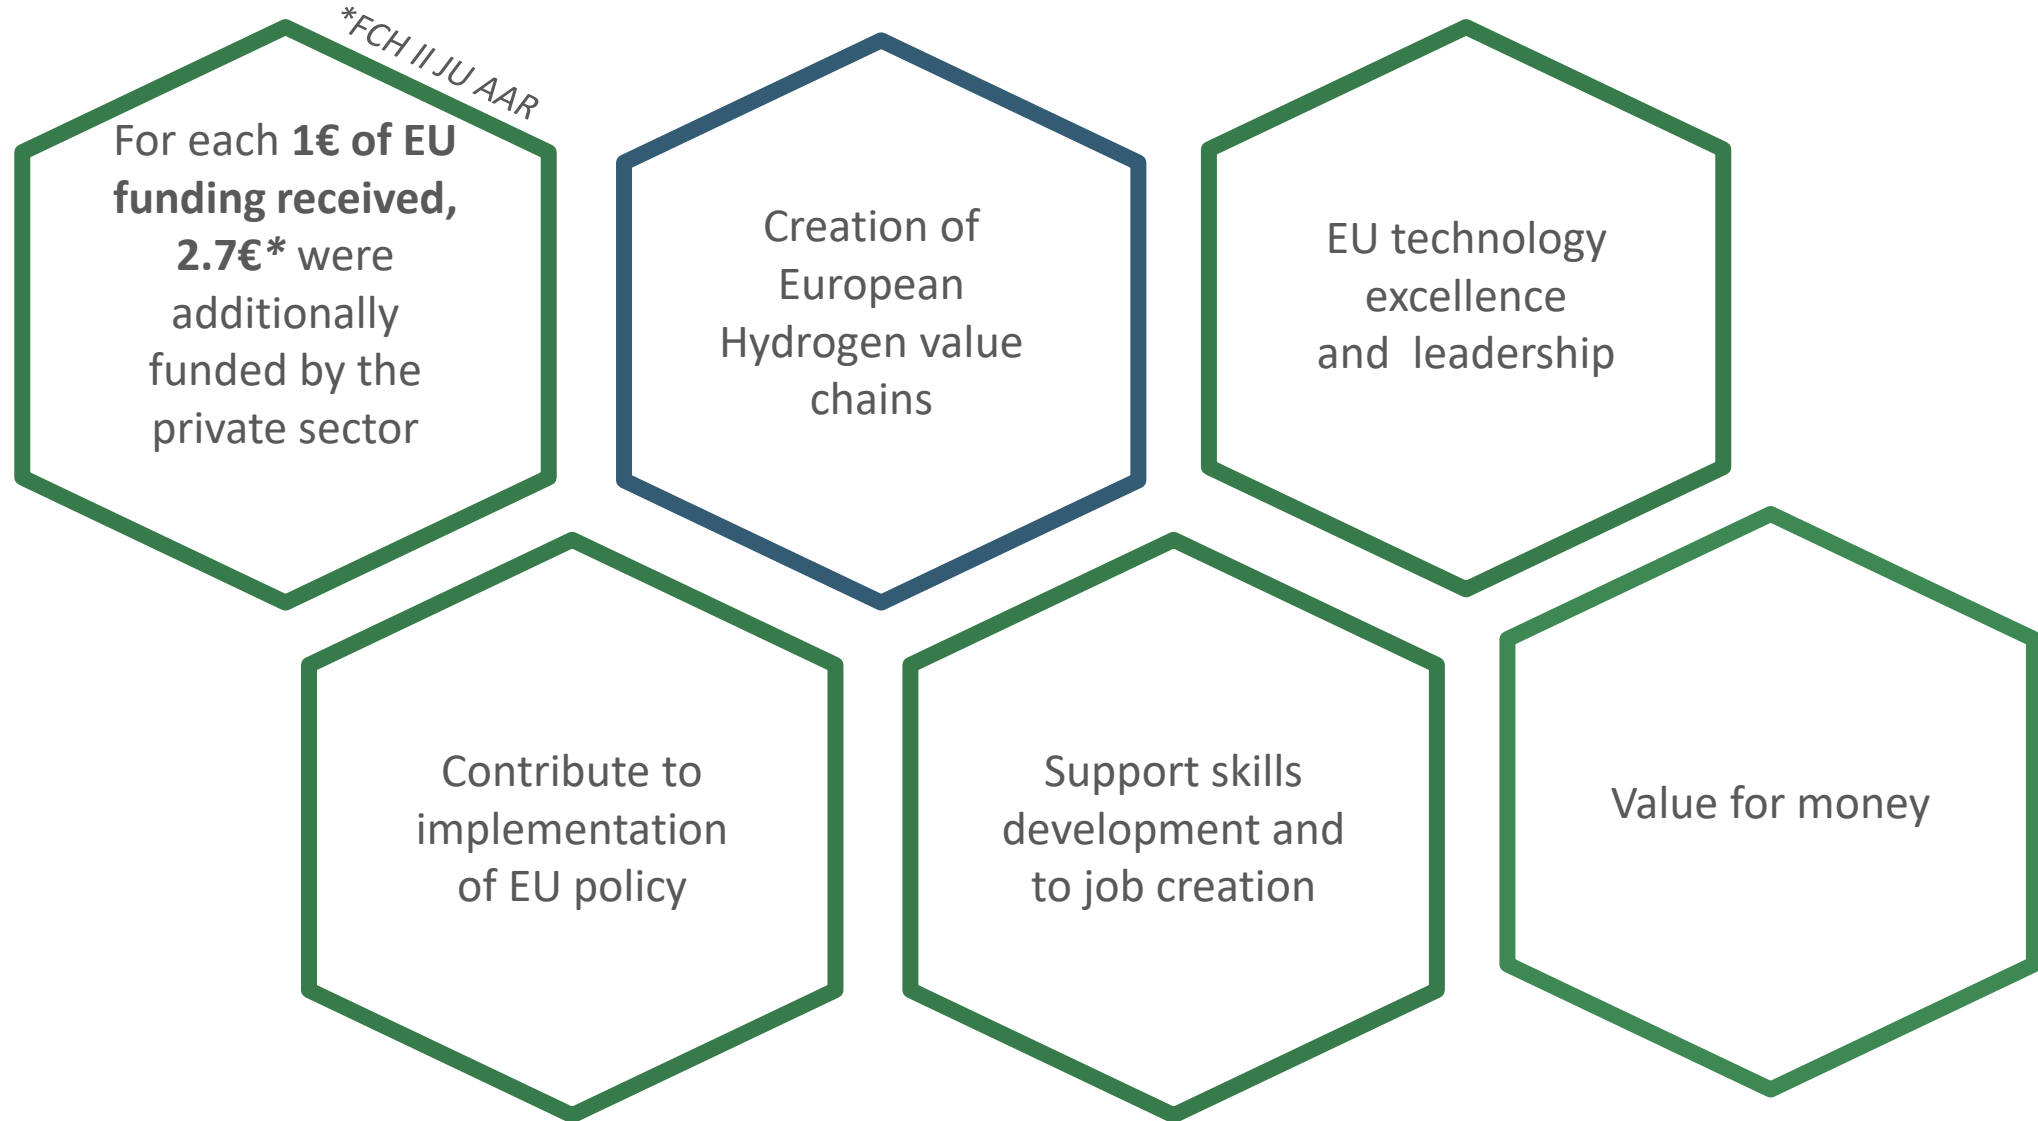 *FCH II JU AAR
For each 1€ of EU
funding received,
2.7€* were
additionally
funded by the
private sector
Creation of
European
Hydrogen value
chains
EU technology
excellence
and  leadership
Contribute to
implementation
of EU policy
Support skills
development and
to job creation
Value for money